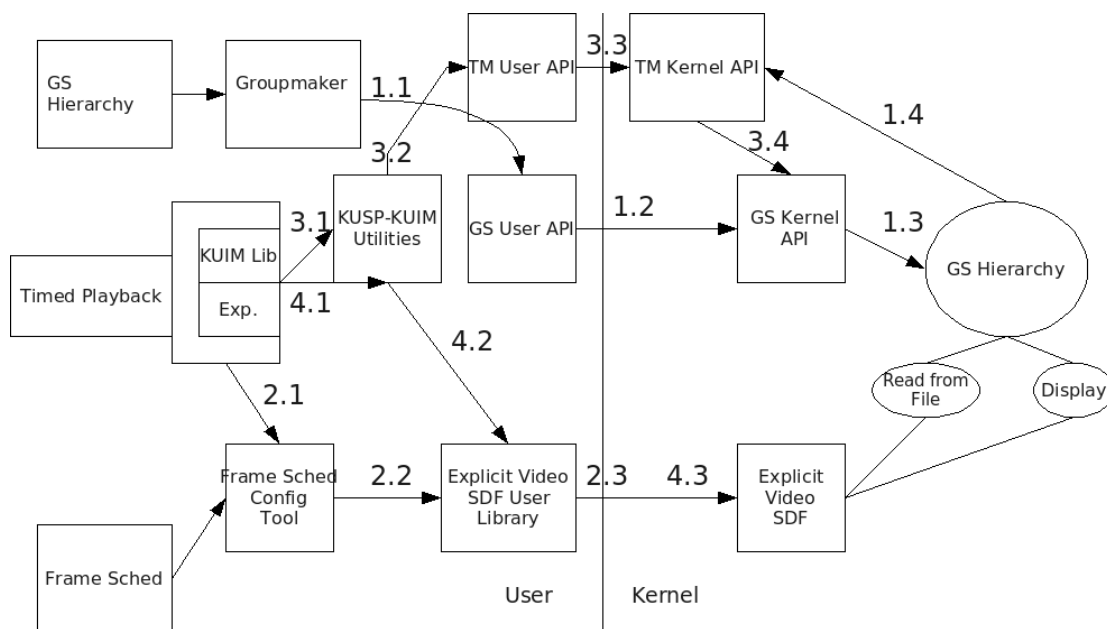 TM User API
3.3
TM Kernel API
GS
Hierarchy
Groupmaker
1.1
1.4
3.2
3.4
KUSP-KUIM
Utilities
GS User API
1.2
GS Kernel
API
1.3
GS Hierarchy
3.1
KUIM Lib
Timed Playback
Exp.
4.1
4.2
Read from
File
Display
2.1
Frame Sched
Config
Tool
2.2
Explicit Video
SDF User
Library
2.3
4.3
Explicit
Video
SDF
Frame Sched
User
Kernel